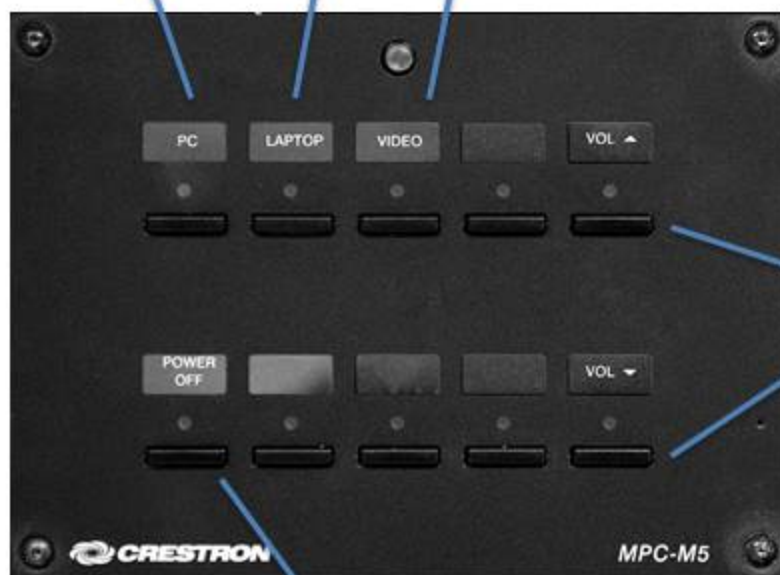 PC
LAPTOP
VIDEO
VOL
POWER
OFF
VOL
CRESTRON
MPC-M5